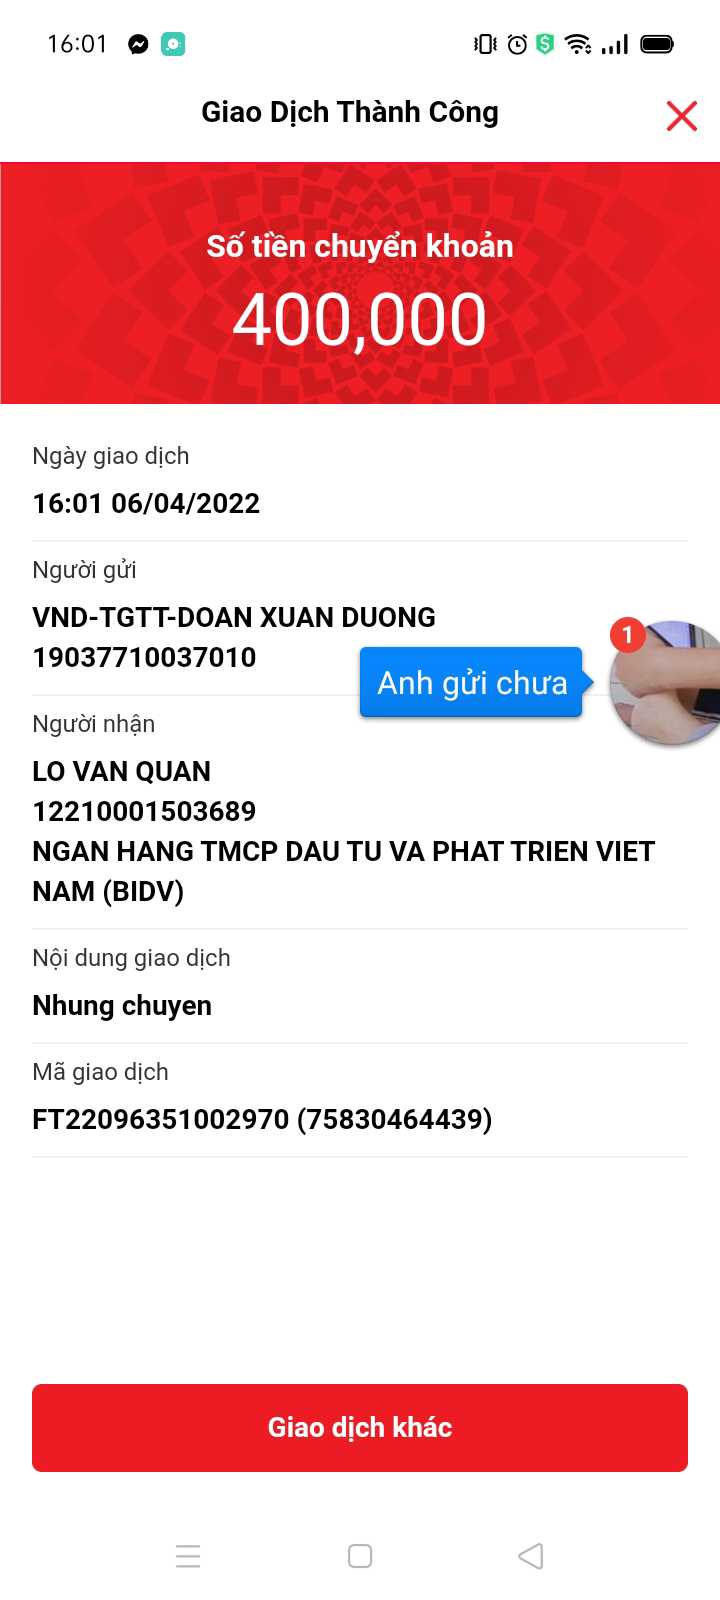 16:01
Giao Dịch Thành Công
Số tiền chuyển khoản
400,000
Ngày giao dịch
16:01 06/04/2022
Người gửi
VND-TGTT-DOAN XUAN DUONG
19037710037010
1
Anh gửi chưa
Người nhận
LO VAN QUAN
12210001503689
NGAN HANG TMCP DAU TU VA PHAT TRIEN VIET
NAM (BIDV)
Nội dung giao dịch
Nhung chuyen
Mã giao dịch
FT22096351002970 (75830464439)
Giao dịch khác